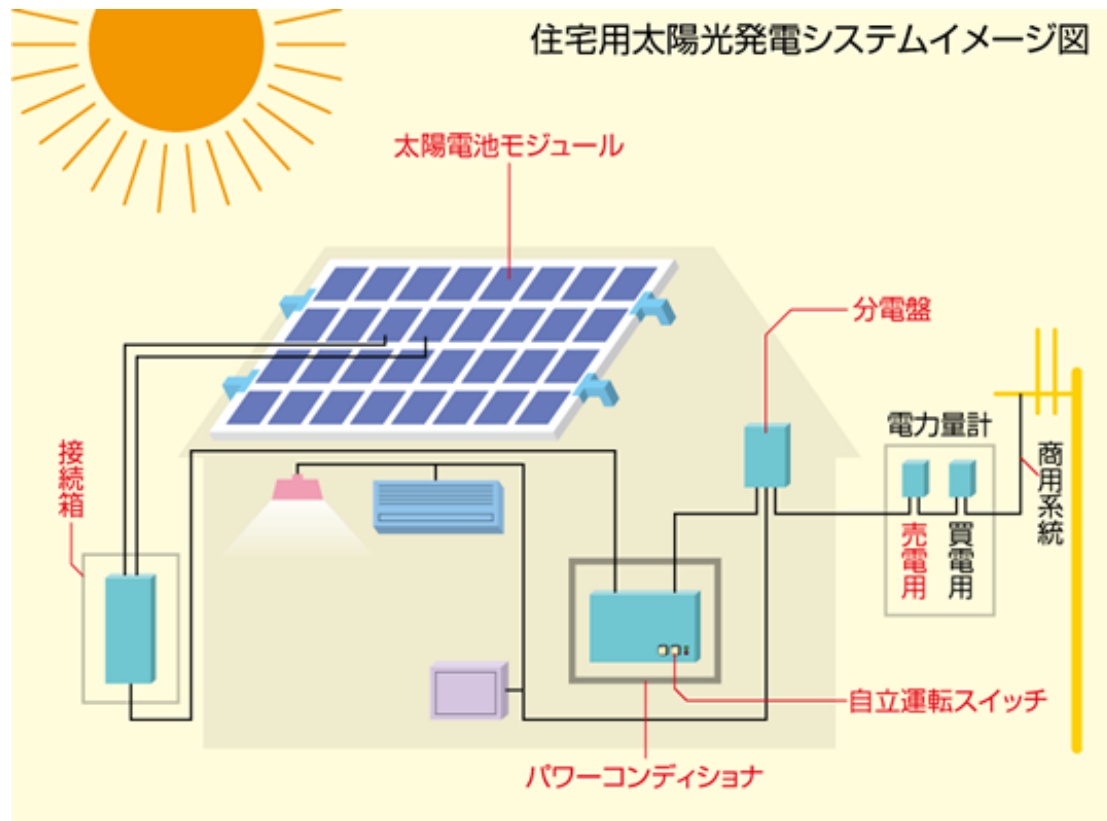 住宅用太陽光発電システムイメージ図
太陽電池モジュール
分電盤
電力量計
接続箱
売電用
買電用
商用系統
自立運転スイッチ
パワーコンディショナ